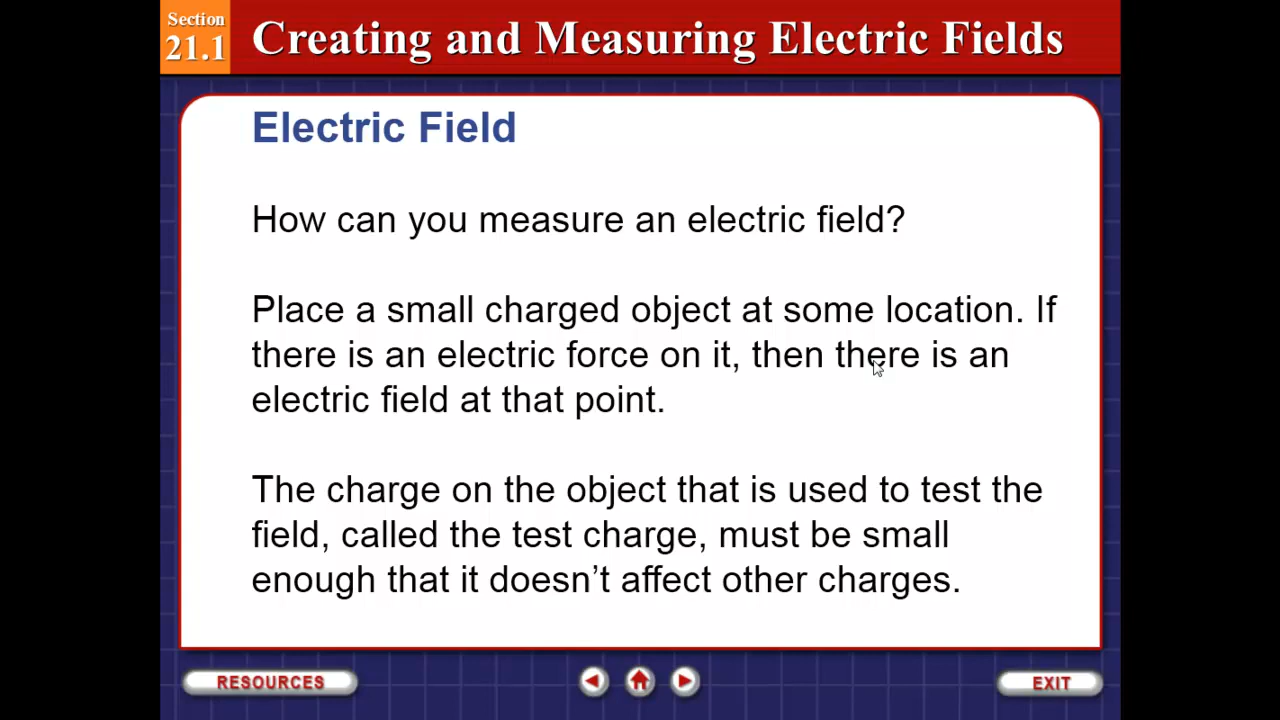 Section
21.1
Creating and Measuring Electric Fields
Electric Field
How can you measure an electric field?
Place a small charged object at some location. If
there is an electric force on it, then there is an
electric field at that point.
The charge on the object that is used to test the
field, called the test charge, must be small
enough that it doesn’t affect other charges.
RESOURCES
EXIT